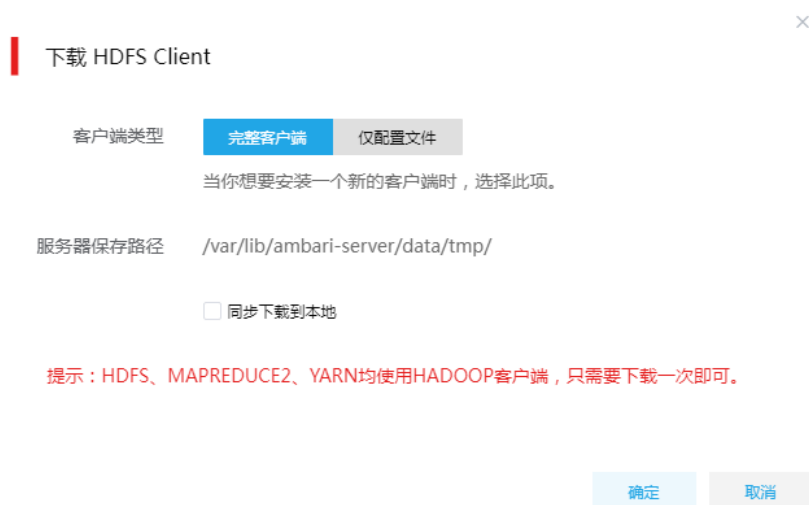 下载 HDFS Client
客户端类型 完整客户端 仅配置文件
当你想要安装一个新的客户端时，选择此项。
服务器保存路径 /var/lib/ambari-server/data/tmp/
同步下载到本地
提示：HDFS、MAPREDUCE2、YARN均使用HADOOP客户端，只需要下载一次即可。
确定 取消